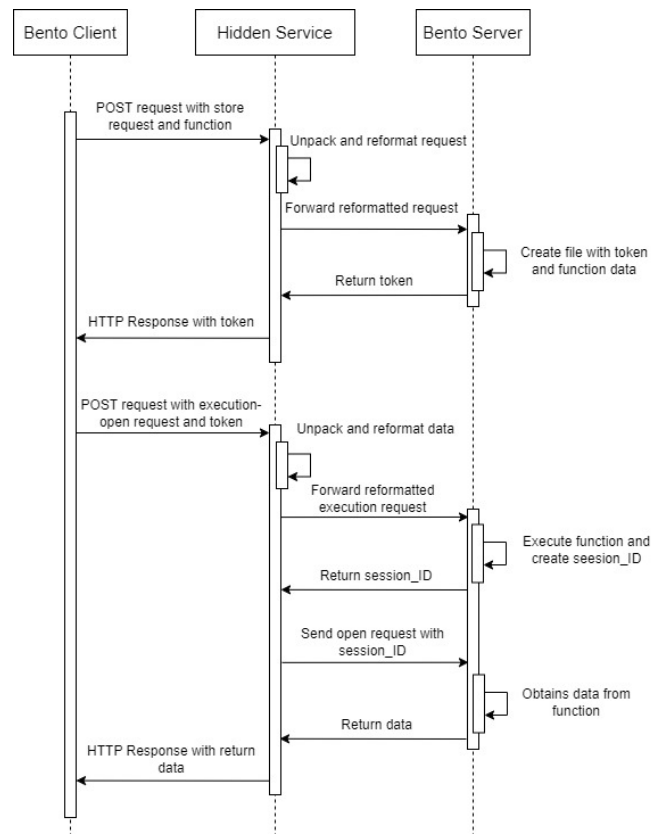 Bento Client
Hidden Service
Bento Server
POST request with store
request and function
Unpack and reformat request
Forward reformatted request
Create file with token
and function data
Return token
HTTP Response with token
POST request with execution-
open request and token
Unpack and reformat data
Forward reformatted
execution request
Execute function and
create seesion_ID
Return session_ID
Send open request with
session_ID
Obtains data from
function
Return data
HTTP Response with return
data